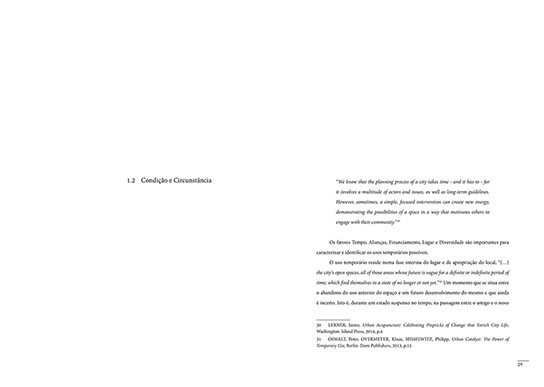 1.2 Condição e Circunstância
"We know that the planning process of a city takes time – and it has to – for
it involves a multitude of actors and issues, as well as long-term guidelines.
However, sometimes, a simple, focused intervention can create new energy,
demonstrating the possibilities of a space in a way that motivates others to
engage with their community."³⁰
Os fatores Tempo, Alianças, Financiamento, Lugar e Diversidade são importantes para
caracterizar e identificar os usos temporários possíveis.
O uso temporário reside numa fase interina do lugar e de apropriação do local, "(…)
the city's open spaces, all of those areas whose future is vague for a definite or indefinite period of
time; which find themselves in a state of no longer or not yet."³¹ Um momento que se situa entre
o abandono do uso anterior do espaço e um futuro desenvolvimento do mesmo e que ainda
é incerto. Isto é, durante um estado suspenso no tempo, na passagem entre o antigo e o novo
30 LERNER, Jaime, Urban Acupuncture: Celebrating Pinpricks of Change that Enrich City Life,
Washington: Island Press, 2014, p.4
31 OSWALT, Peter, OVERMEYER, Klaus, MISSELWITZ, Philipp, Urban Catalyst: The Power of
Temporary Use, Berlin: Dom Publishers, 2013, p.15
29